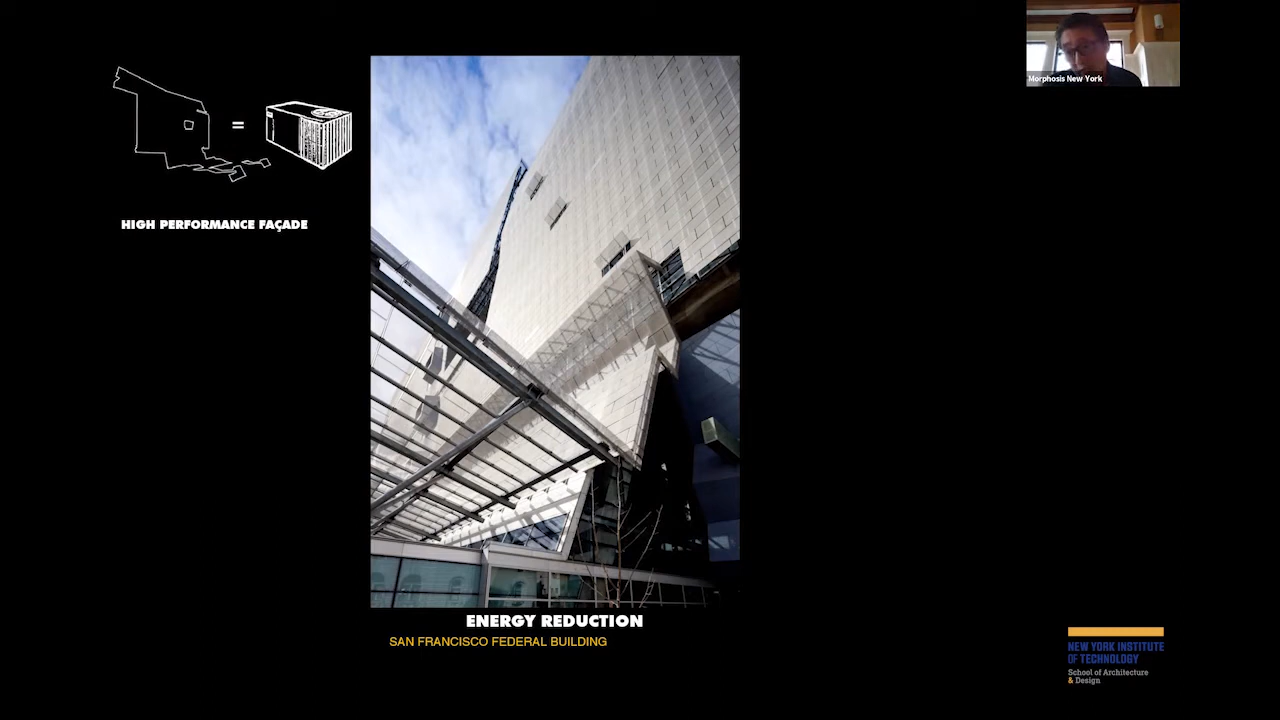 Morphosis New York
=
HIGH PERFORMANCE FAÇADE
ENERGY REDUCTION
SAN FRANCISCO FEDERAL BUILDING
NEW YORK INSTITUTE
OF TECHNOLOGY
School of Architecture
& Design